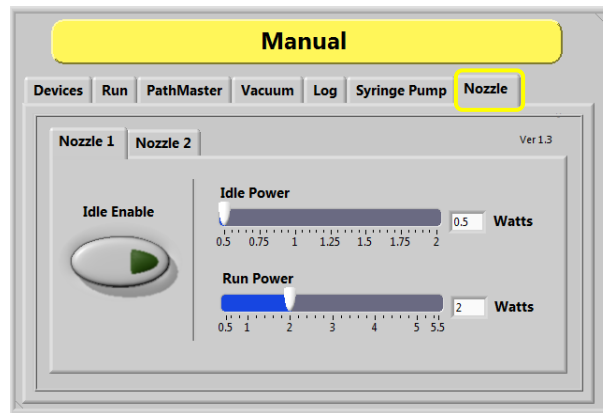 Manual
Devices Run PathMaster Vacuum Log Syringe Pump Nozzle
Nozzle 1 Nozzle 2 Ver 1.3
Idle Enable
Idle Power
0.5 Watts
0.5 0.75 1 1.25 1.5 1.75 2
Run Power
2 Watts
0.5 1 2 3 4 5 5.5